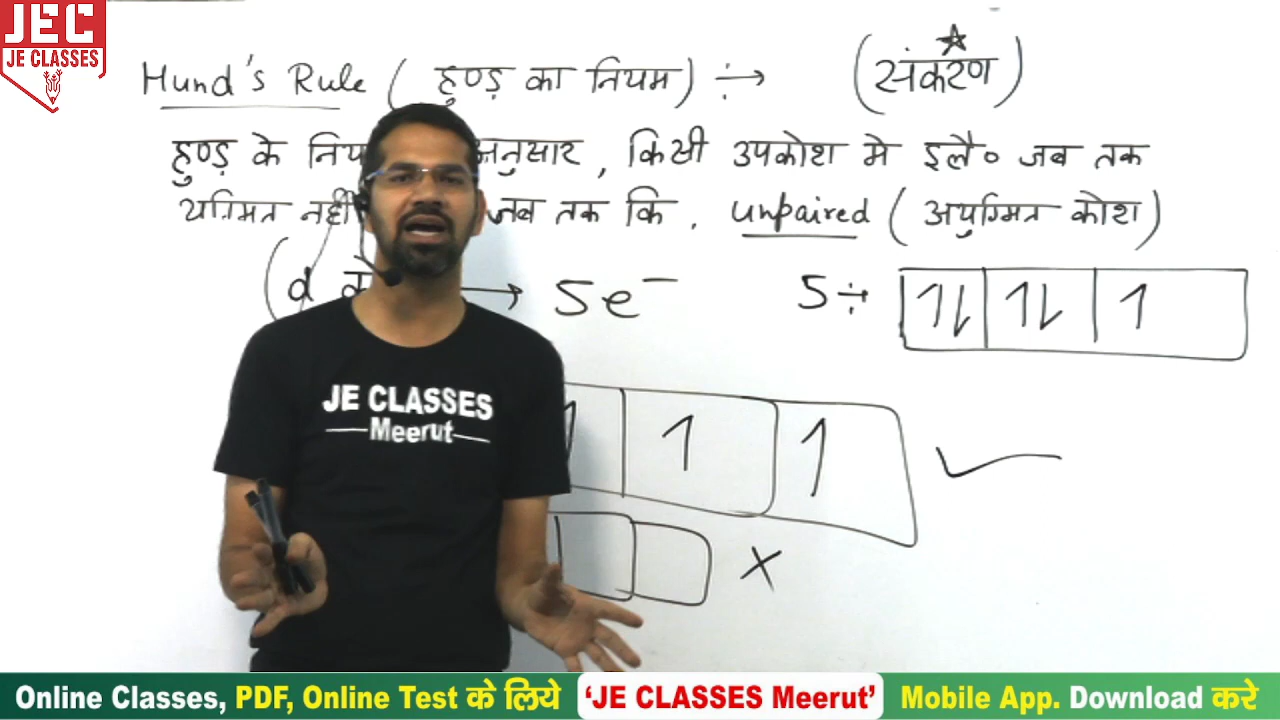 JEC
JE CLASSES
Hund's Rule ( हुण्ड़ का नियम) ÷→ (संकरण)
हुण्ड़ के अनुसार , किसी उपकोश मे इलै० जब तक
नहीं जब तक कि , unpaired ( अयुग्मित कोश )
(d → 5e⁻ 5÷ 1⇂ 1⇂ 1
1 1 1 ✓
×
JE CLASSES
Meerut
Online Classes, PDF, Online Test के लिये 'JE CLASSES Meerut' Mobile App. Download करे